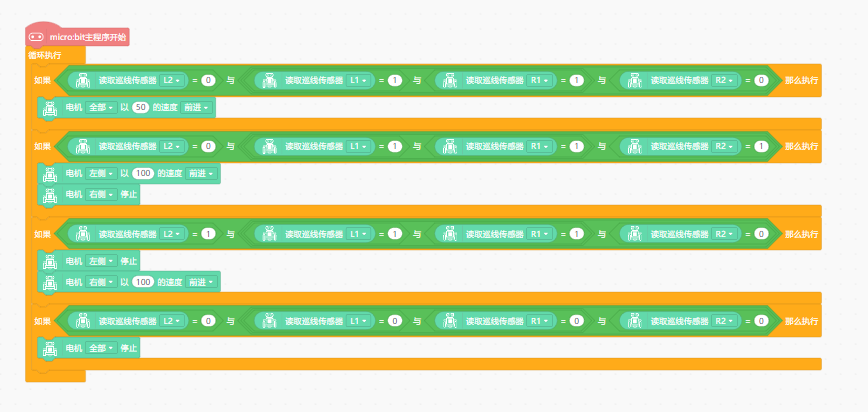 micro:bit主程序开始
循环执行
如果 读取巡线传感器 L2 = 0 与 读取巡线传感器 L1 = 1 与 读取巡线传感器 R1 = 1 与 读取巡线传感器 R2 = 0 那么执行
电机 全部 以 50 的速度 前进
如果 读取巡线传感器 L2 = 0 与 读取巡线传感器 L1 = 1 与 读取巡线传感器 R1 = 1 与 读取巡线传感器 R2 = 1 那么执行
电机 左侧 以 100 的速度 前进
电机 右侧 停止
如果 读取巡线传感器 L2 = 1 与 读取巡线传感器 L1 = 1 与 读取巡线传感器 R1 = 1 与 读取巡线传感器 R2 = 0 那么执行
电机 左侧 停止
电机 右侧 以 100 的速度 前进
如果 读取巡线传感器 L2 = 0 与 读取巡线传感器 L1 = 0 与 读取巡线传感器 R1 = 0 与 读取巡线传感器 R2 = 0 那么执行
电机 全部 停止